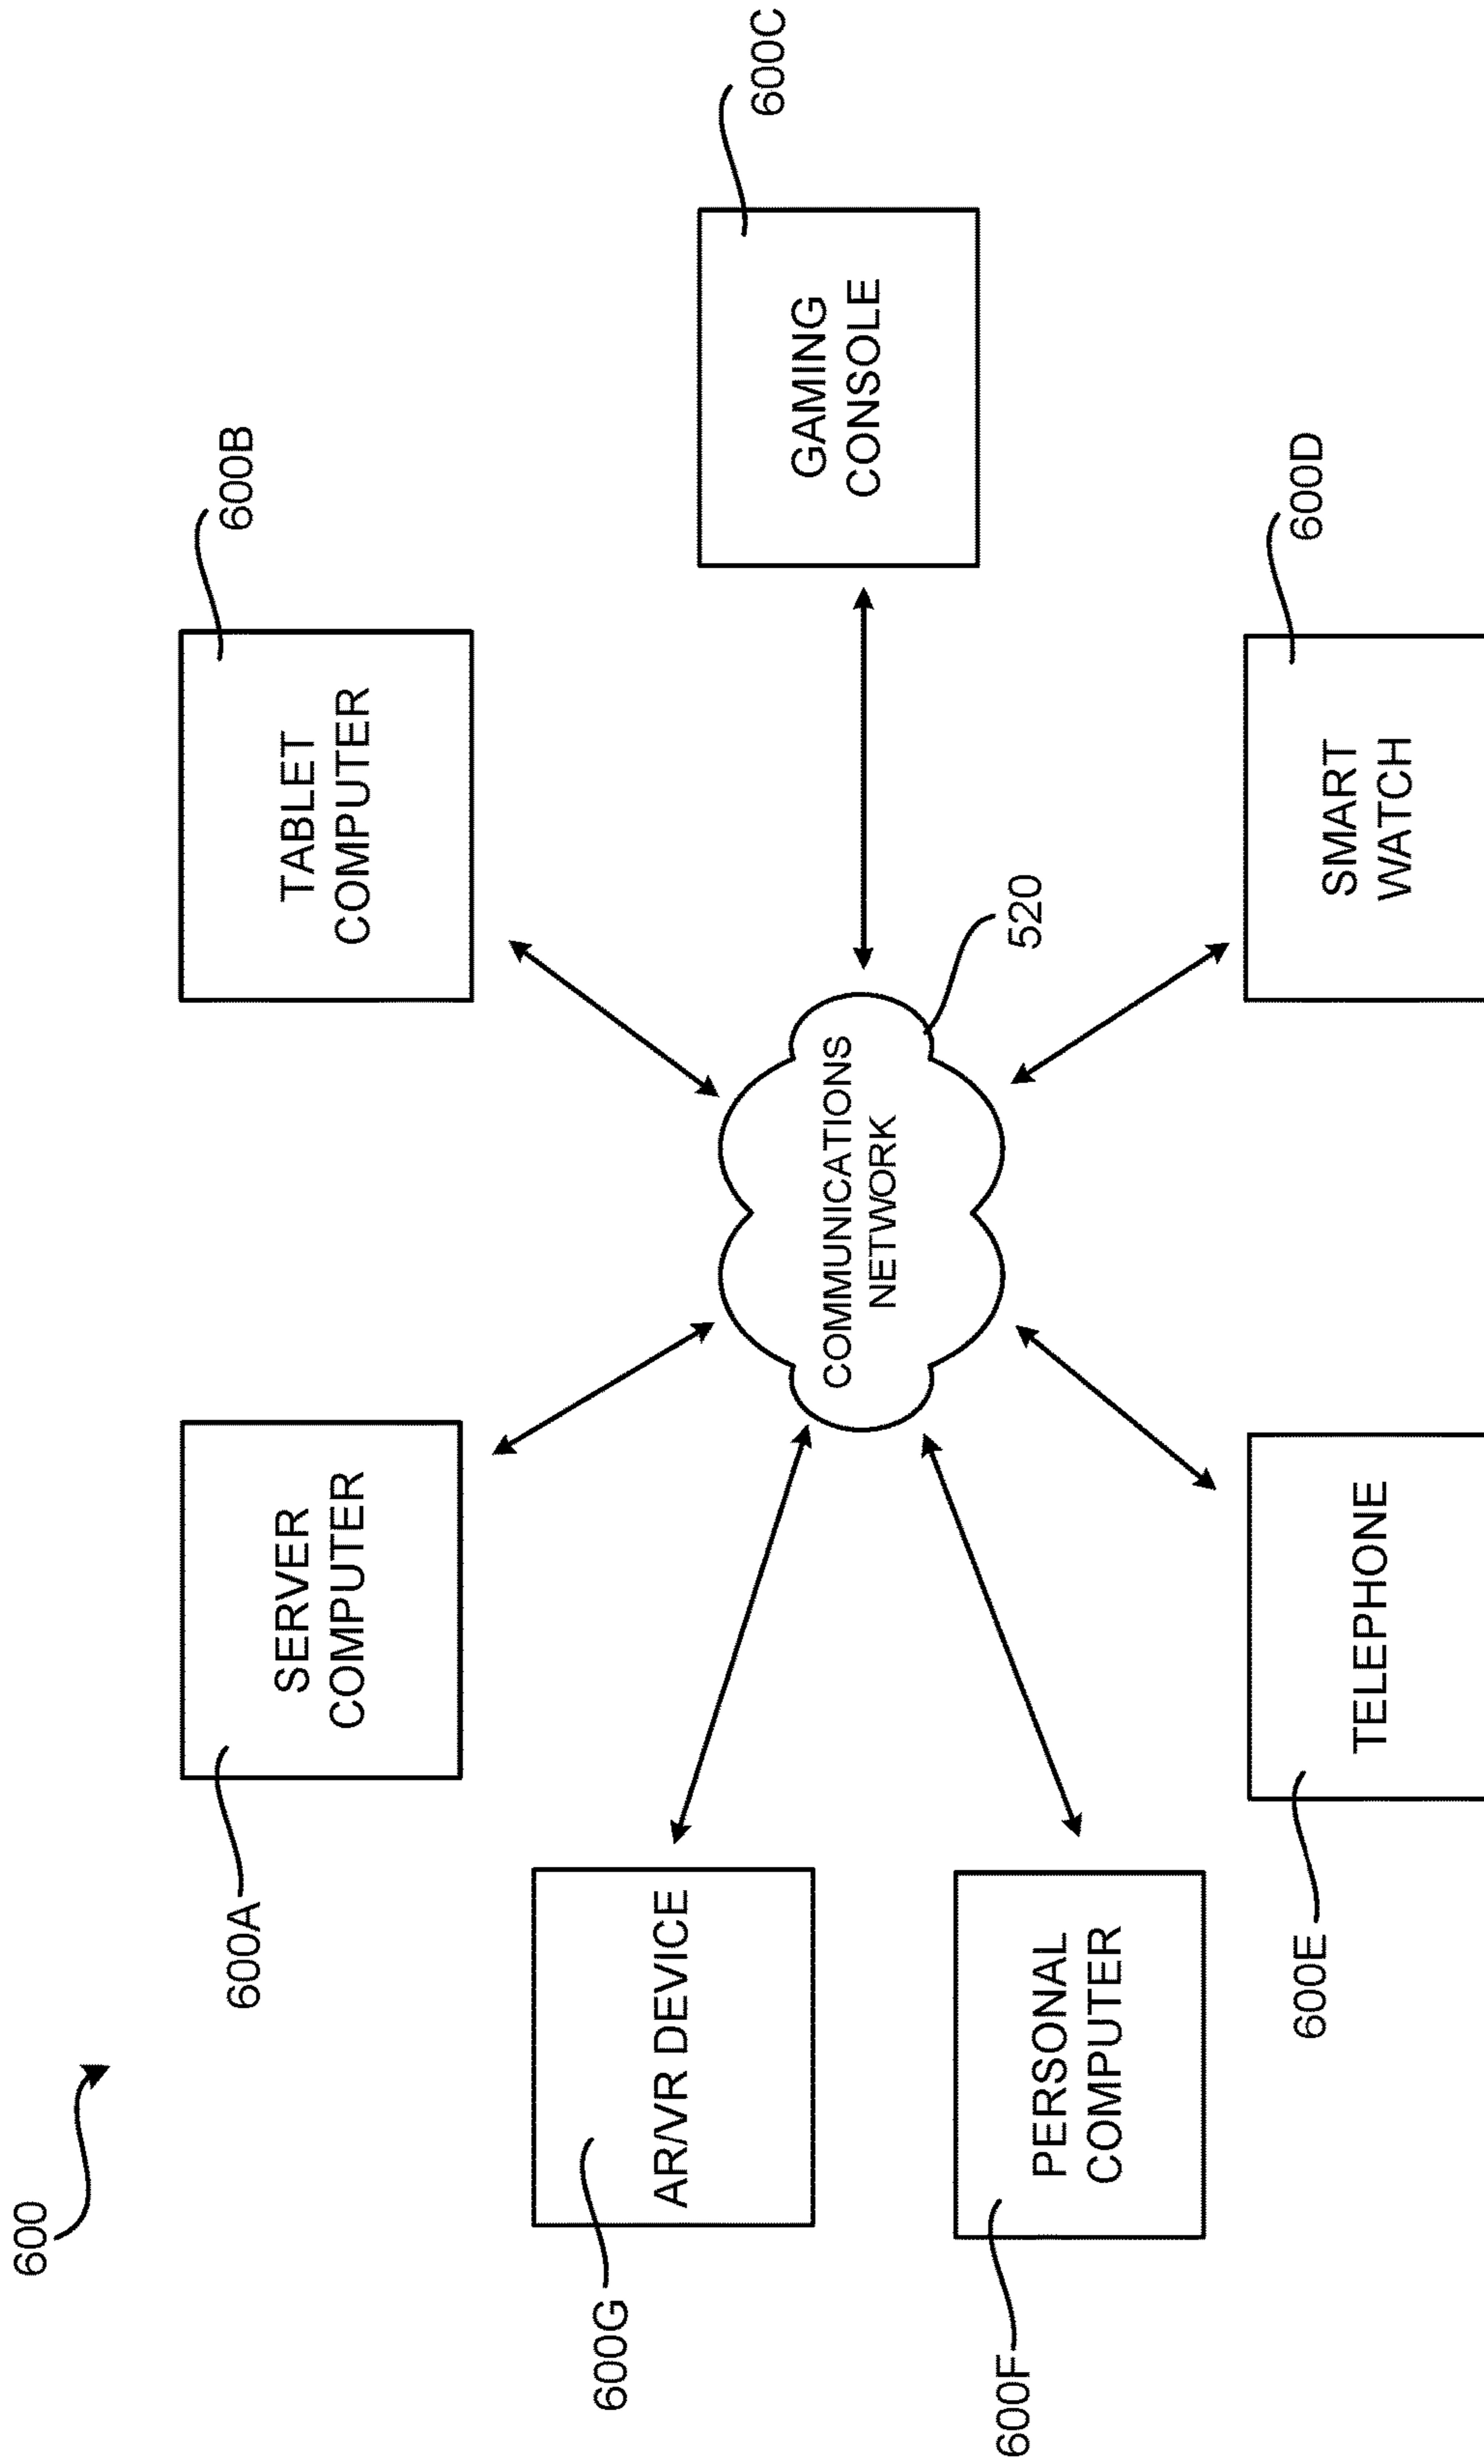 600
600A
SERVER
COMPUTER
TABLET
COMPUTER
600B
600G
AR/VR DEVICE
COMMUNICATIONS
NETWORK
520
GAMING
CONSOLE
600C
600F
PERSONAL
COMPUTER
600E
TELEPHONE
SMART
WATCH
600D